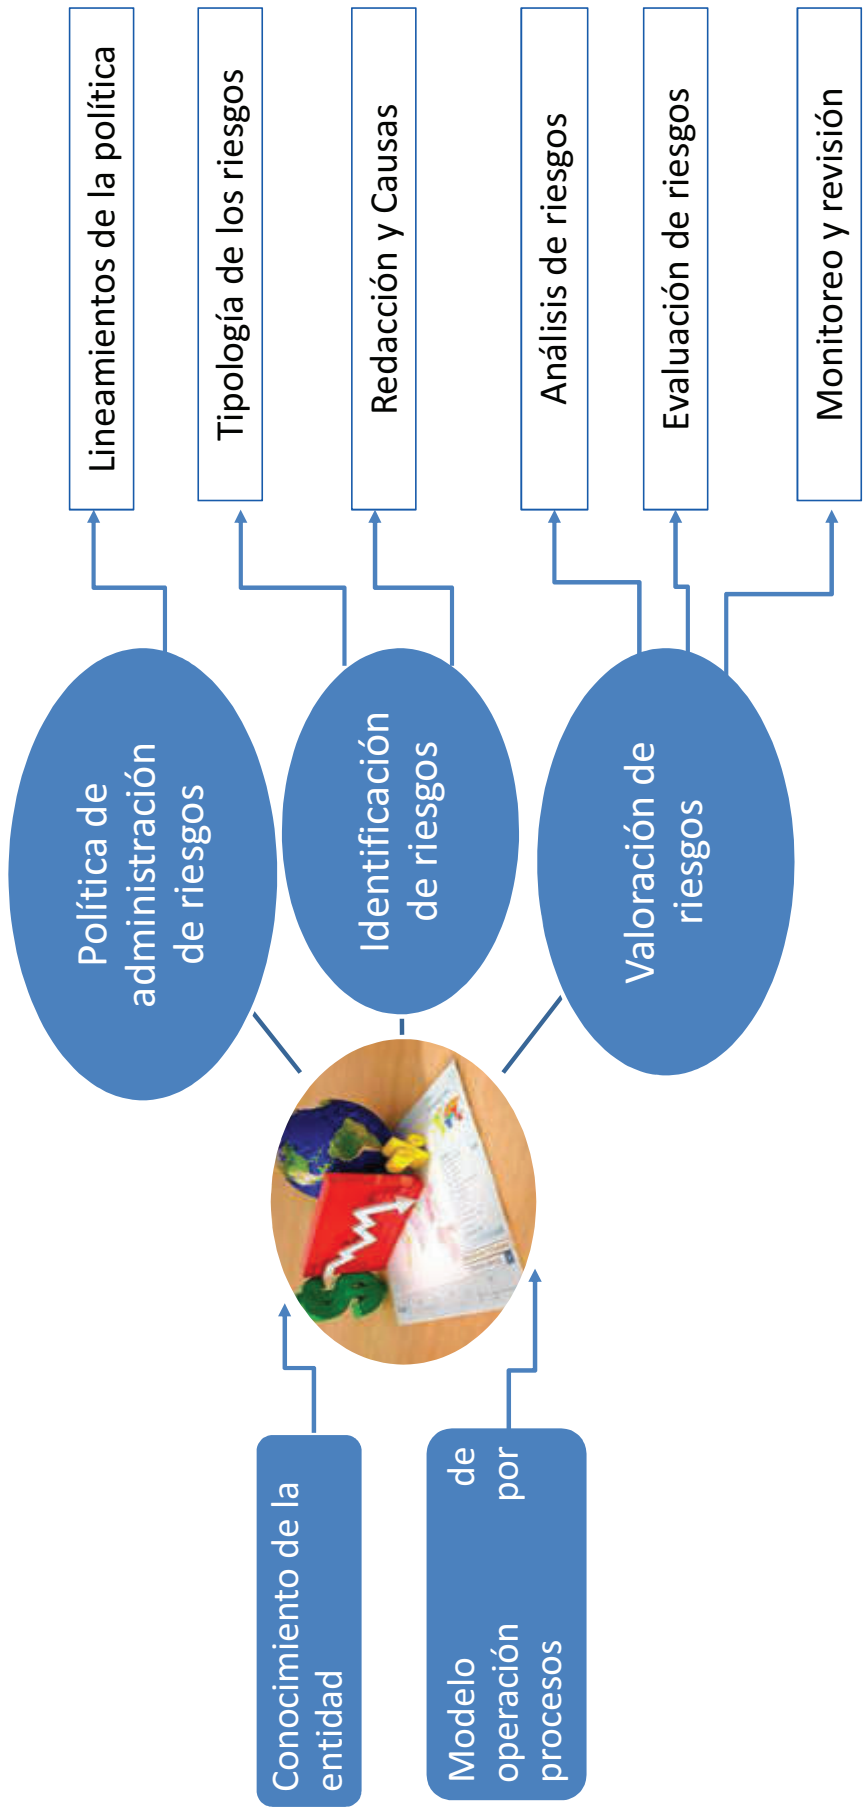 Conocimiento de la
entidad
Modelo de
operación por
procesos
Política de
administración
de riesgos
Identificación
de riesgos
Valoración de
riesgos
Lineamientos de la política
Tipología de los riesgos
Redacción y Causas
Análisis de riesgos
Evaluación de riesgos
Monitoreo y revisión